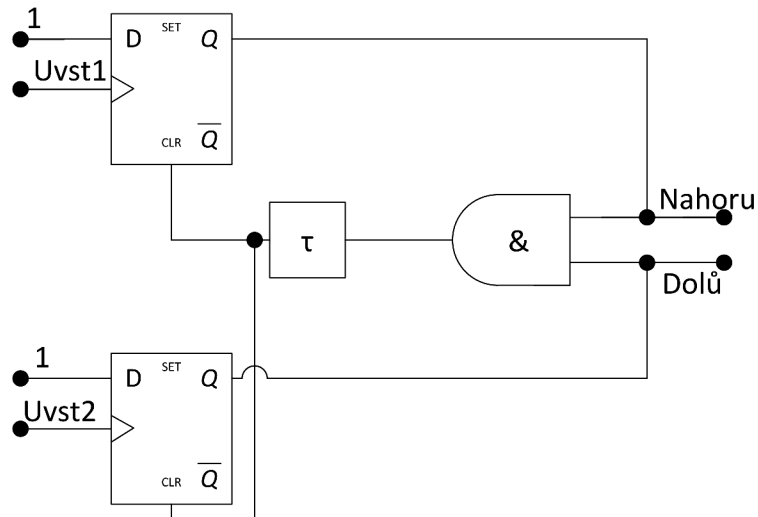 1
D SET Q
Uvst1
CLR Q
Nahoru
τ &
Dolů
1
D SET Q
Uvst2
CLR Q